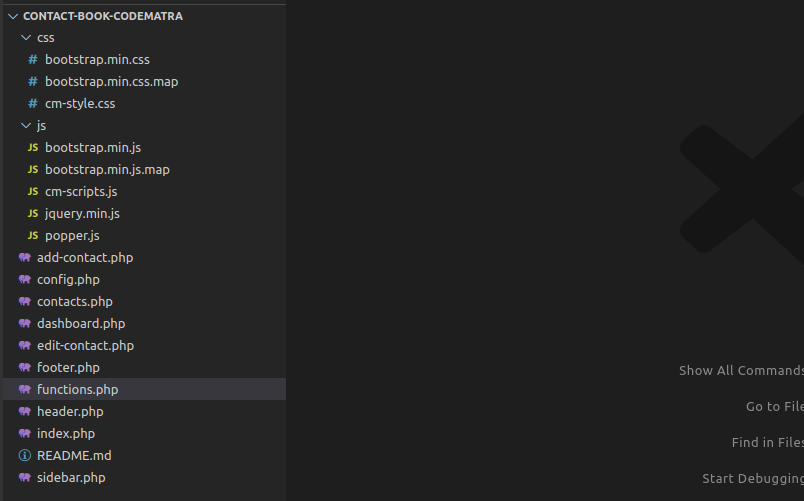 CONTACT-BOOK-CODEMATRA
css
# bootstrap.min.css
# bootstrap.min.css.map
# cm-style.css
js
JS bootstrap.min.js
JS bootstrap.min.js.map
JS cm-scripts.js
JS jquery.min.js
JS popper.js
add-contact.php
config.php
contacts.php
dashboard.php
edit-contact.php
footer.php
functions.php
header.php
index.php
README.md
sidebar.php
Show All Commands
Go to File
Find in Files
Start Debugging